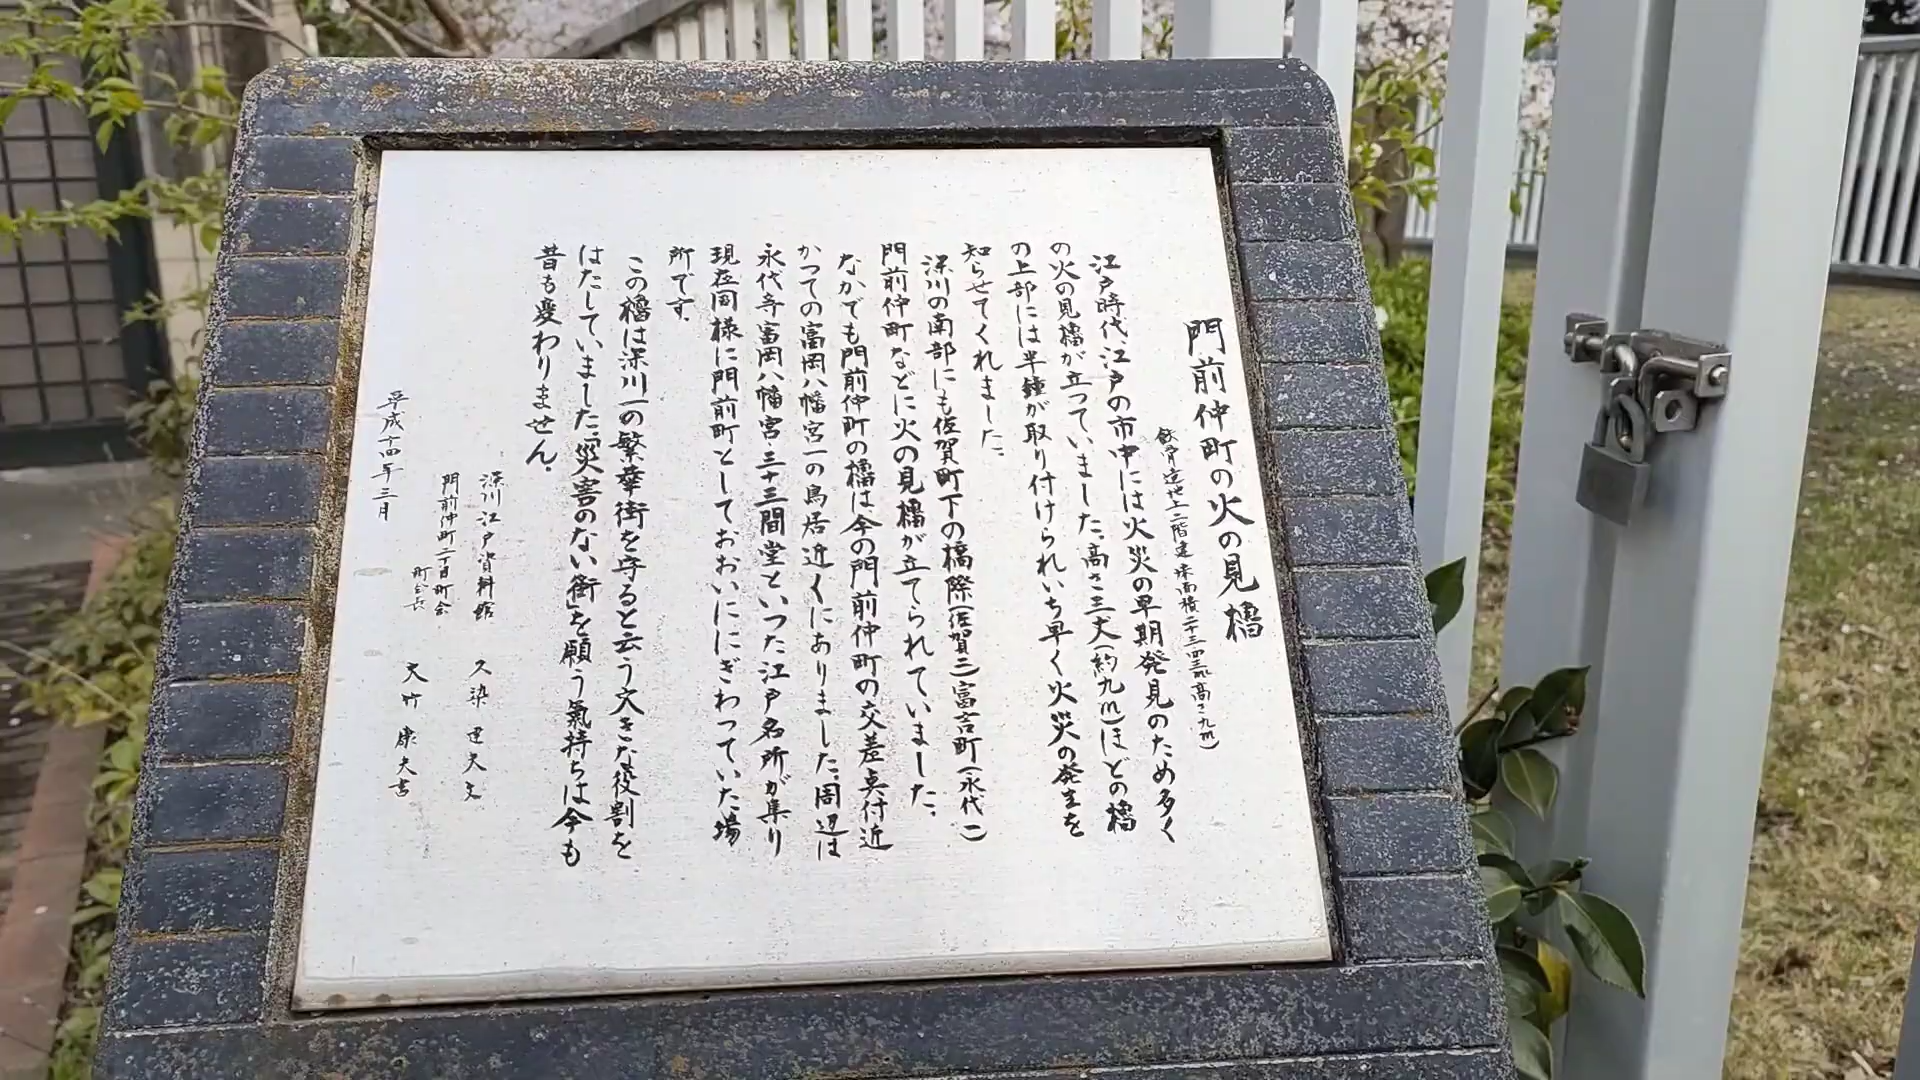 門前仲町の火の見櫓
鉄骨造地上二階建 床面積二十三・四三㎡ 高さ九m)
江戸時代、江戸の市中には火災の早期発見のため多く
の火の見櫓が立っていました。高さ三丈(約九m)ほどの櫓
の上部には半鐘が取り付けられいち早く火災の発生を
知らせてくれました。
深川の南部にも佐賀町下の橋際(佐賀二)富吉町(永代一)
門前仲町などに火の見櫓が立てられていました。
なかでも門前仲町の櫓は今の門前仲町の交差点付近
かつての富岡八幡宮一の鳥居近くにありました。周辺は
永代寺・富岡八幡宮・三十三間堂といった江戸名所が集り
現在同様に門前町としておおいににぎわっていた場
所です。
この櫓は深川一の繁華街を守ると云う大きな役割を
はたしていました。「災害のない街」を願う氣持ちは今も
昔も変わりません。
深川江戸資料館 久染 健夫 文
門前仲町二丁目町会
町会長 大竹 康夫 書
平成十四年三月